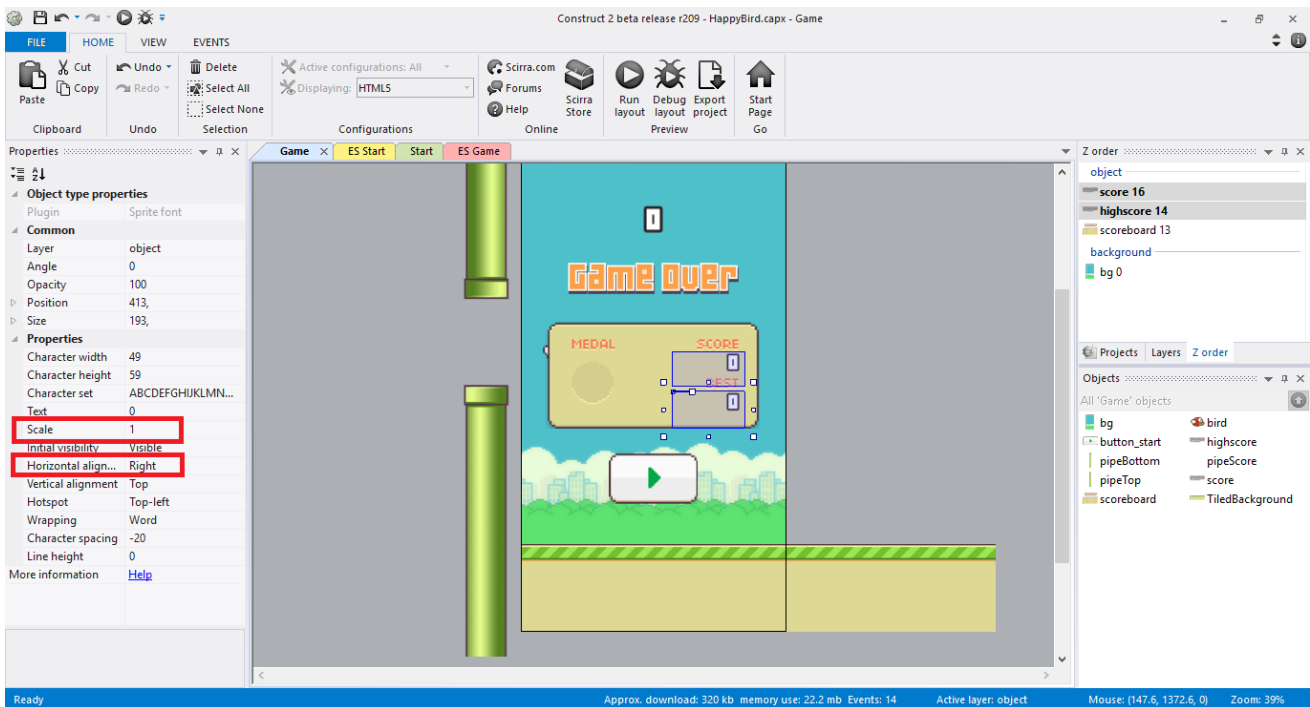 Construct 2 beta release r209 - HappyBird.capx - Game
FILE HOME VIEW EVENTS
Paste
Cut
Copy
Clipboard
Undo
Redo
Undo
Delete
Select All
Select None
Selection
Active configurations: All
Displaying: HTML5
Configurations
Scirra.com
Forums
Help
Scirra Store
Online
Run layout
Debug layout
Export project
Preview
Start Page
Go
Properties
Object type properties
Plugin Sprite font
Common
Layer object
Angle 0
Opacity 100
Position 413,
Size 193,
Properties
Character width 49
Character height 59
Character set ABCDEFGHIJKLMN...
Text 0
Scale 1
Initial visibility Visible
Horizontal align... Right
Vertical alignment Top
Hotspot Top-left
Wrapping Word
Character spacing -20
Line height 0
More information Help
Game ES Start Start ES Game
0
Game Over
MEDAL SCORE
0
BEST
0
Z order
object
score 16
highscore 14
scoreboard 13
background
bg 0
Projects Layers Z order
Objects
All 'Game' objects
bg bird
button_start highscore
pipeBottom pipeScore
pipeTop score
scoreboard TiledBackground
Ready Approx. download: 320 kb memory use: 22.2 mb Events: 14 Active layer: object Mouse: (147.6, 1372.6, 0) Zoom: 39%